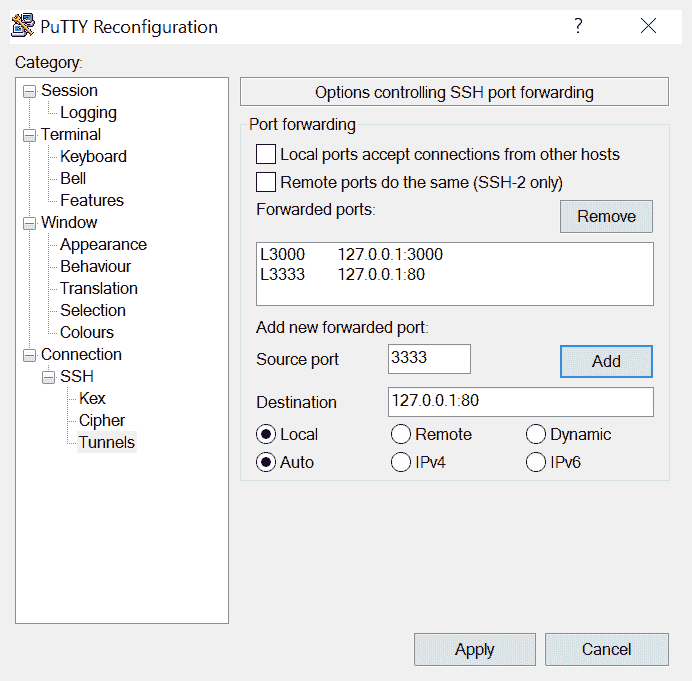 PuTTY Reconfiguration
?
Category:
Session
Logging
Terminal
Keyboard
Bell
Features
Window
Appearance
Behaviour
Translation
Selection
Colours
Connection
SSH
Kex
Cipher
Tunnels
Options controlling SSH port forwarding
Port forwarding
Local ports accept connections from other hosts
Remote ports do the same (SSH-2 only)
Forwarded ports:
Remove
L3000 127.0.0.1:3000
L3333 127.0.0.1:80
Add new forwarded port:
Source port 3333 Add
Destination 127.0.0.1:80
Local Remote Dynamic
Auto IPv4 IPv6
Apply Cancel